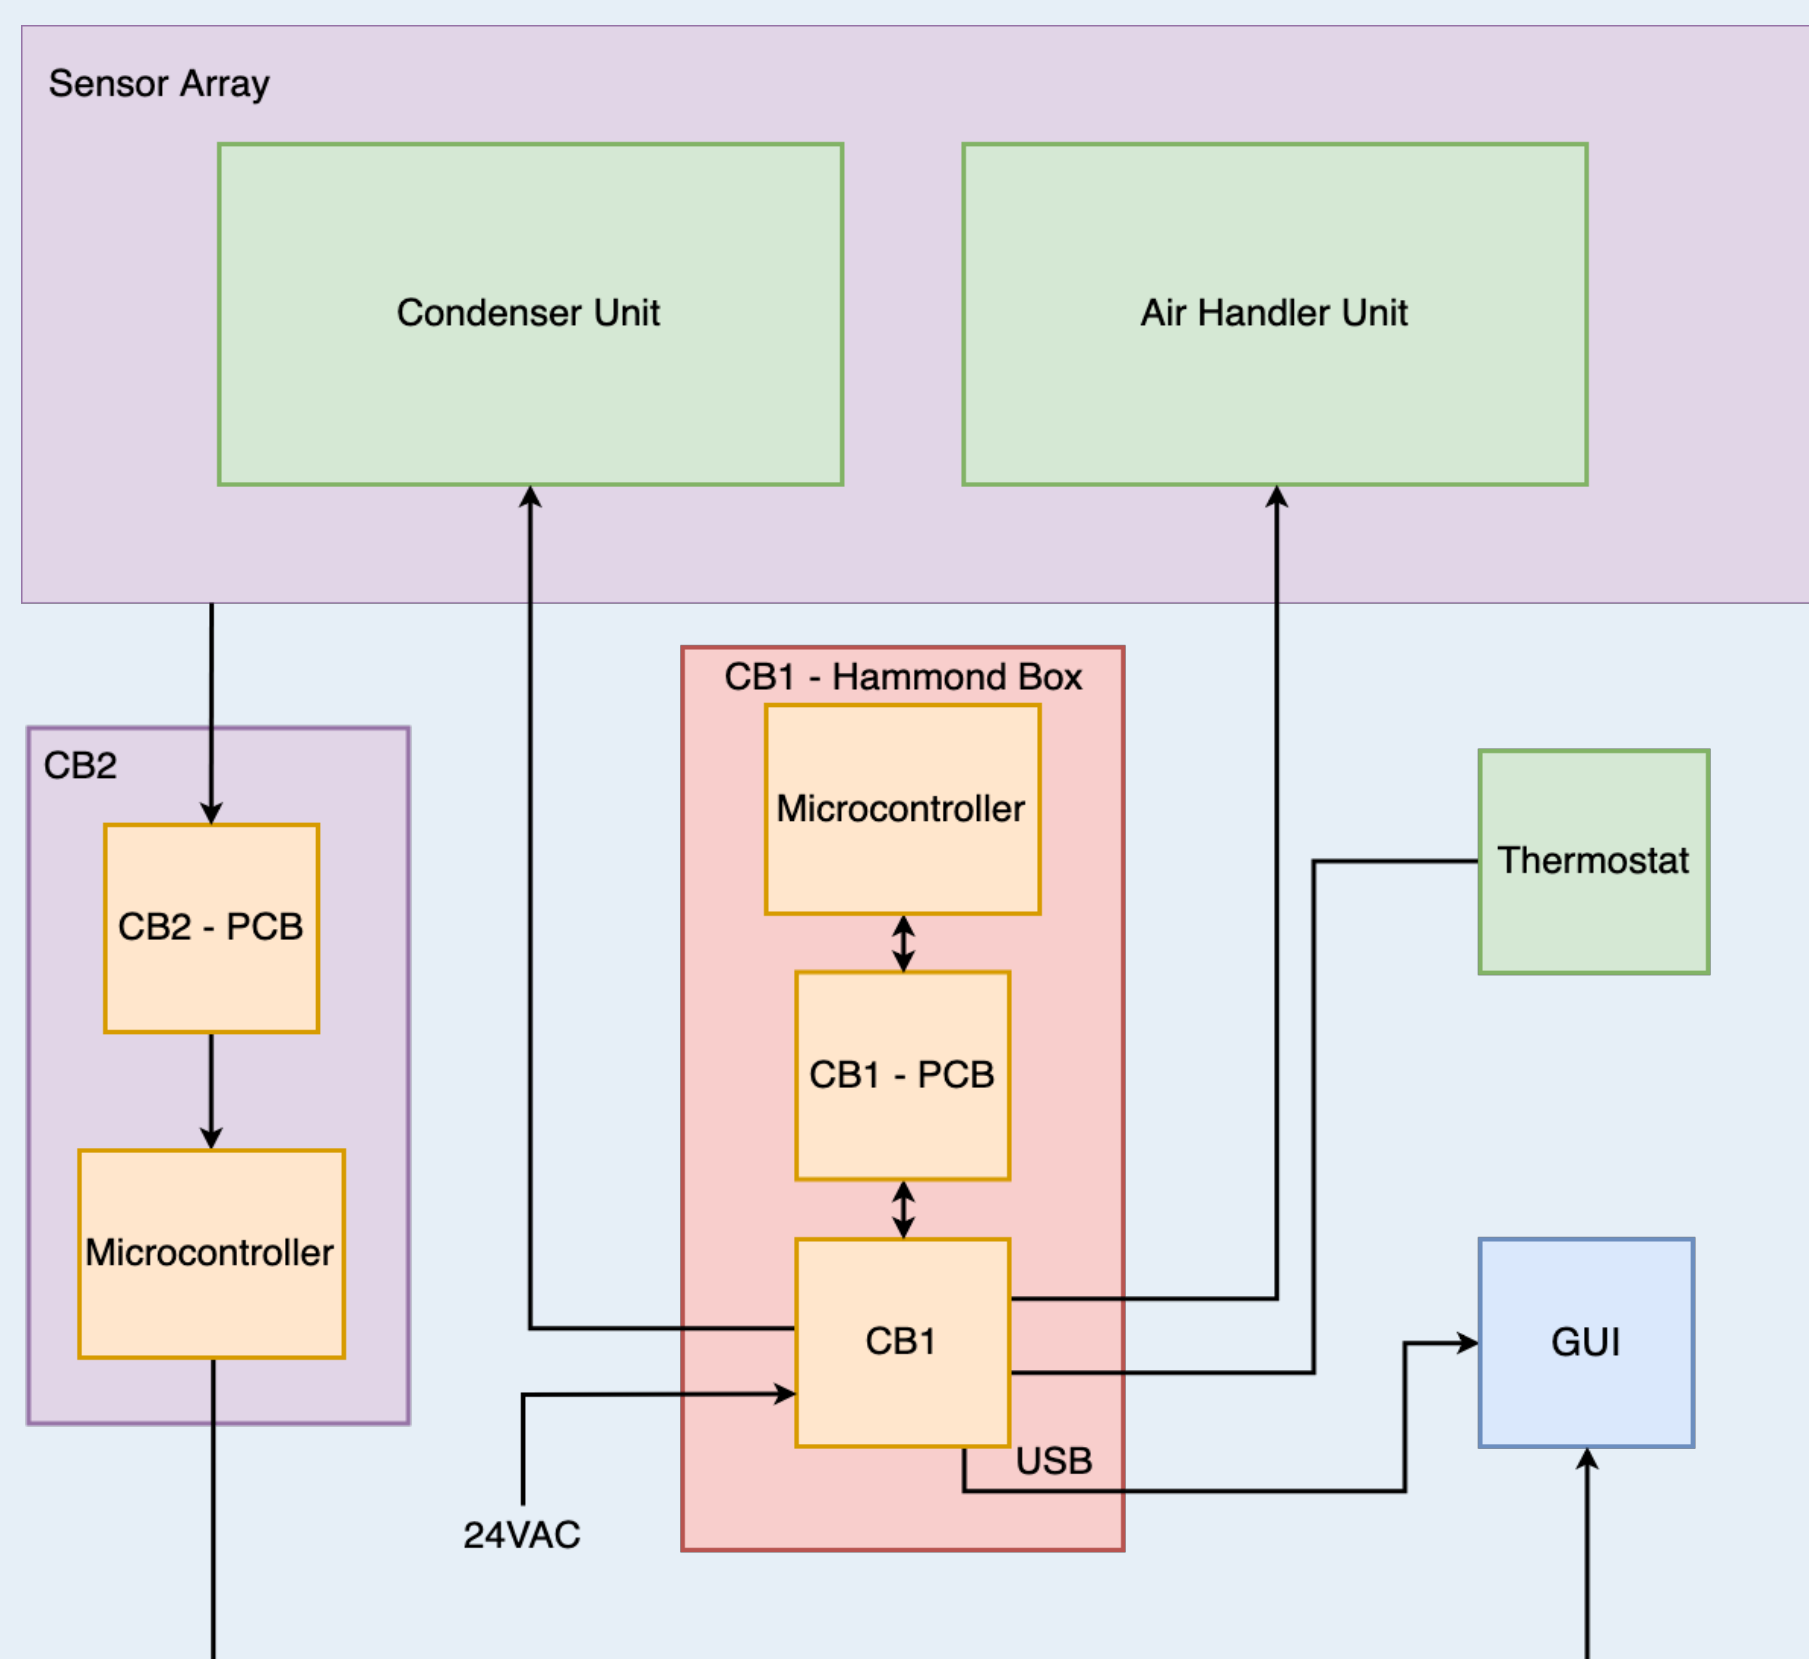 Sensor Array
Condenser Unit
Air Handler Unit
CB1 - Hammond Box
CB2
Microcontroller
Thermostat
CB2 - PCB
CB1 - PCB
Microcontroller
CB1
GUI
USB
24VAC